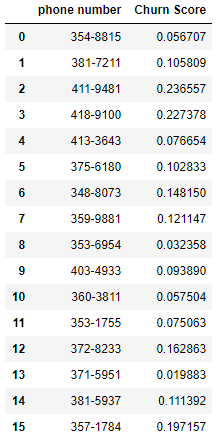 phone number Churn Score
0 354-8815 0.056707
1 381-7211 0.105809
2 411-9481 0.236557
3 418-9100 0.227378
4 413-3643 0.076654
5 375-6180 0.102833
6 348-8073 0.148150
7 359-9881 0.121147
8 353-6954 0.032358
9 403-4933 0.093890
10 360-3811 0.057504
11 353-1755 0.075063
12 372-8233 0.162863
13 371-5951 0.019883
14 381-5937 0.111392
15 357-1784 0.197157